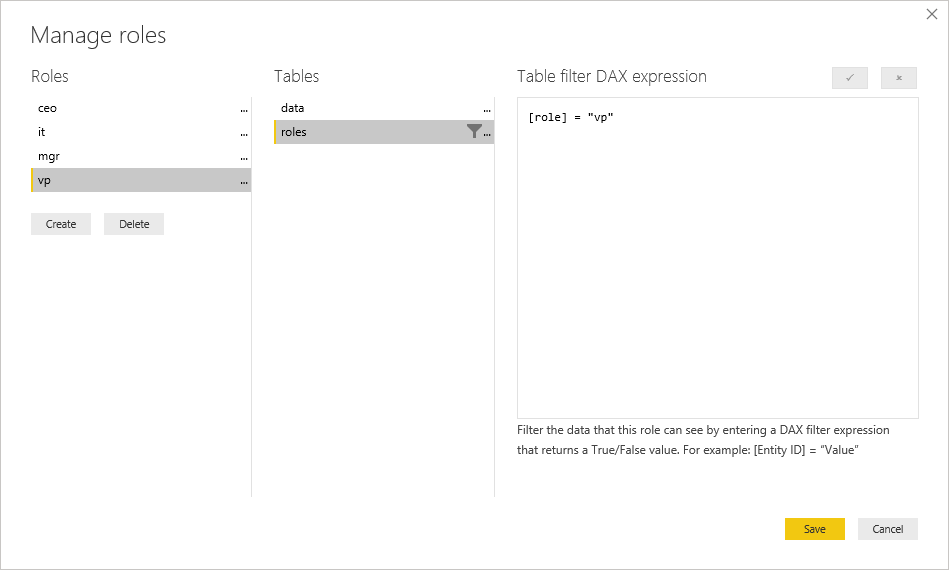 Manage roles
Roles
Tables
Table filter DAX expression
ceo ...
it ...
mgr ...
vp ...
Create Delete
data ...
roles ...
[role] = "vp"
Filter the data that this role can see by entering a DAX filter expression
that returns a True/False value. For example: [Entity ID] = “Value”
Save Cancel